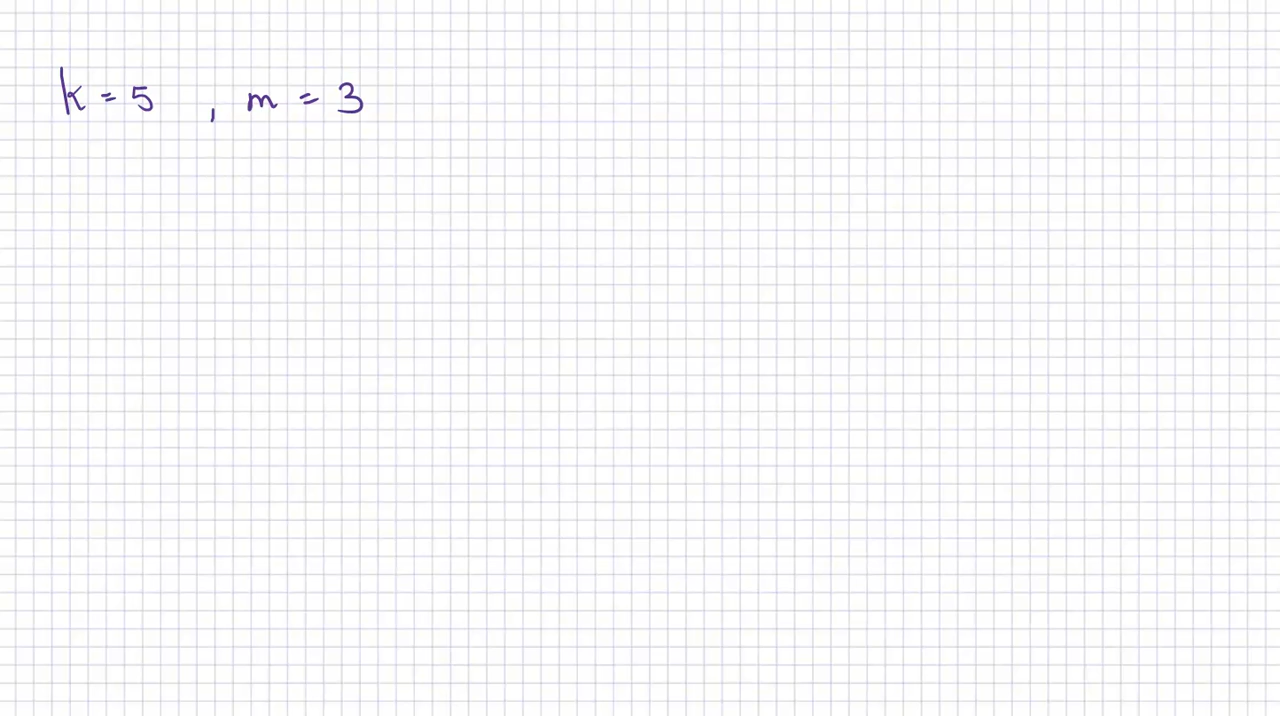 k = 5 , m = 3